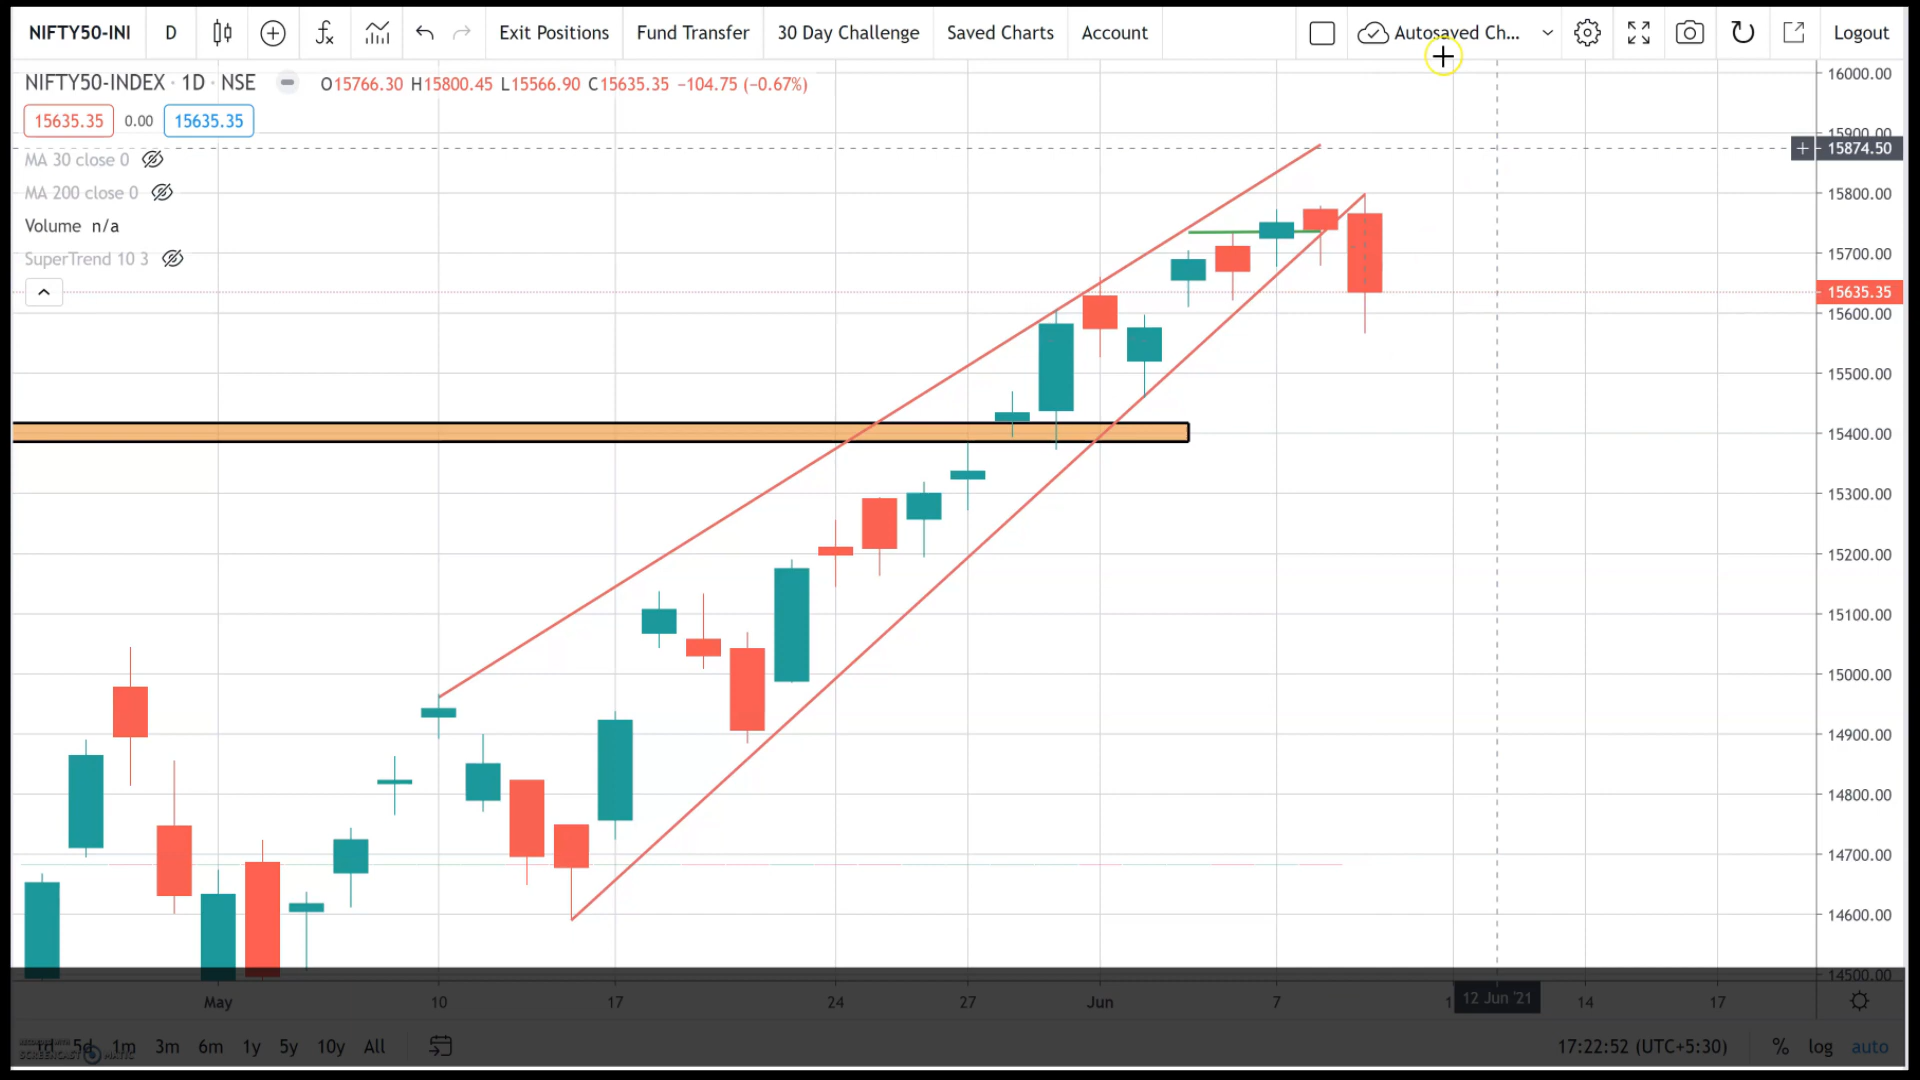 NIFTY50-INI D Exit Positions Fund Transfer 30 Day Challenge Saved Charts Account Autosaved Ch... Logout
NIFTY50-INDEX · 1D · NSE O15766.30 H15800.45 L15566.90 C15635.35 −104.75 (−0.67%)
15635.35 0.00 15635.35
MA 30 close 0
MA 200 close 0
Volume n/a
SuperTrend 10 3
16000.00
15900.00
15874.50
15800.00
15700.00
15635.35
15600.00
15500.00
15400.00
15300.00
15200.00
15100.00
15000.00
14900.00
14800.00
14700.00
14600.00
14500.00
May 10 17 24 27 Jun 7 12 Jun '21 14 17
5d 1m 3m 6m 1y 5y 10y All 17:22:52 (UTC+5:30) % log auto